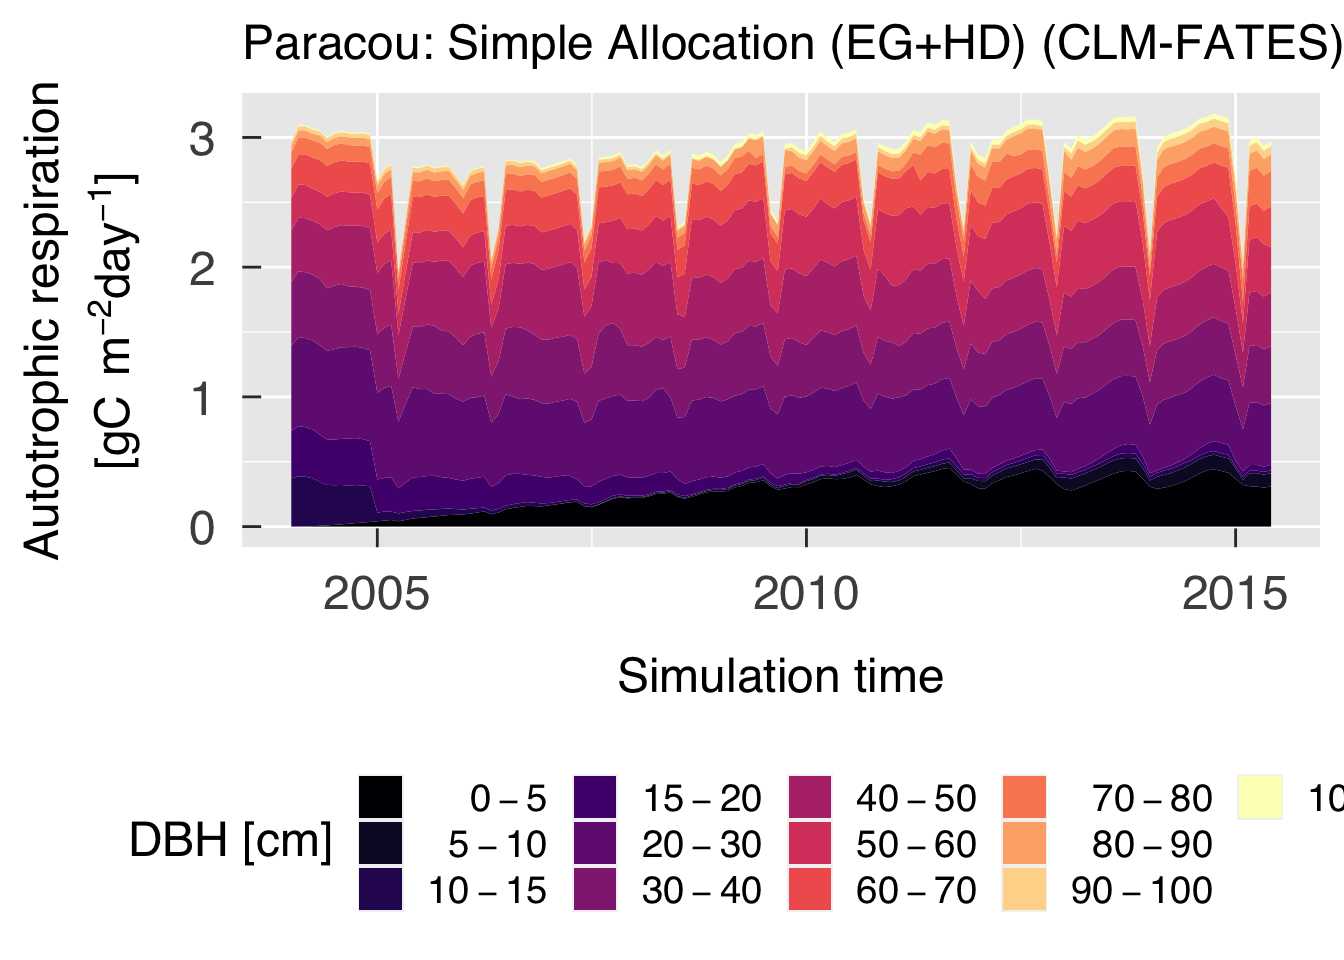 Paracou: Simple Allocation (EG+HD) (CLM-FATES)
Autotrophic respiration
[gC m⁻²day⁻¹]
3
2
1
0
2005 2010 2015
Simulation time
DBH [cm]
0 – 5 15 – 20 40 – 50 70 – 80 10
5 – 10 20 – 30 50 – 60 80 – 90
10 – 15 30 – 40 60 – 70 90 – 100